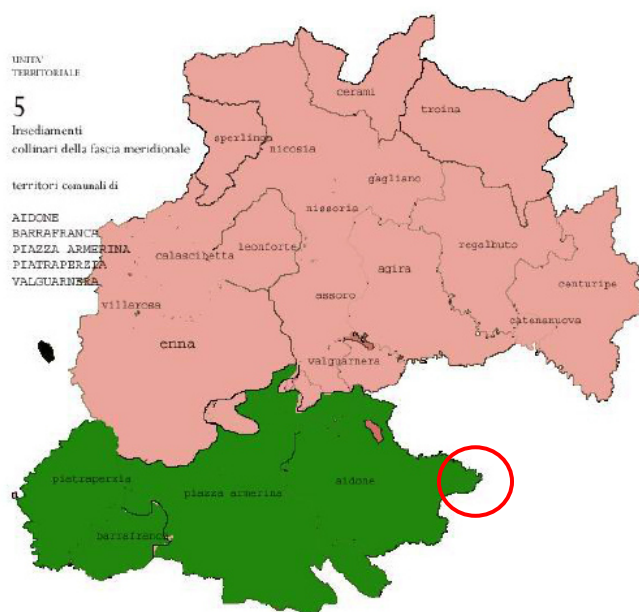 UNITA'
TERRITORIALE
5
Insediamenti
collinari della fascia meridionale
territori comunali di
AIDONE
BARRAFRANCA
PIAZZA ARMERINA
PIATRAPERZIA
VALGUARNERA
cerami
troina
sperlinga
nicosia
gagliano
nissoria
leonforte
regalbuto
calascibetta
agira
centuripe
villarosa
assoro
catenanuova
enna
valguarnera
piatraperzia
piazza armerina
aidone
barrafranca